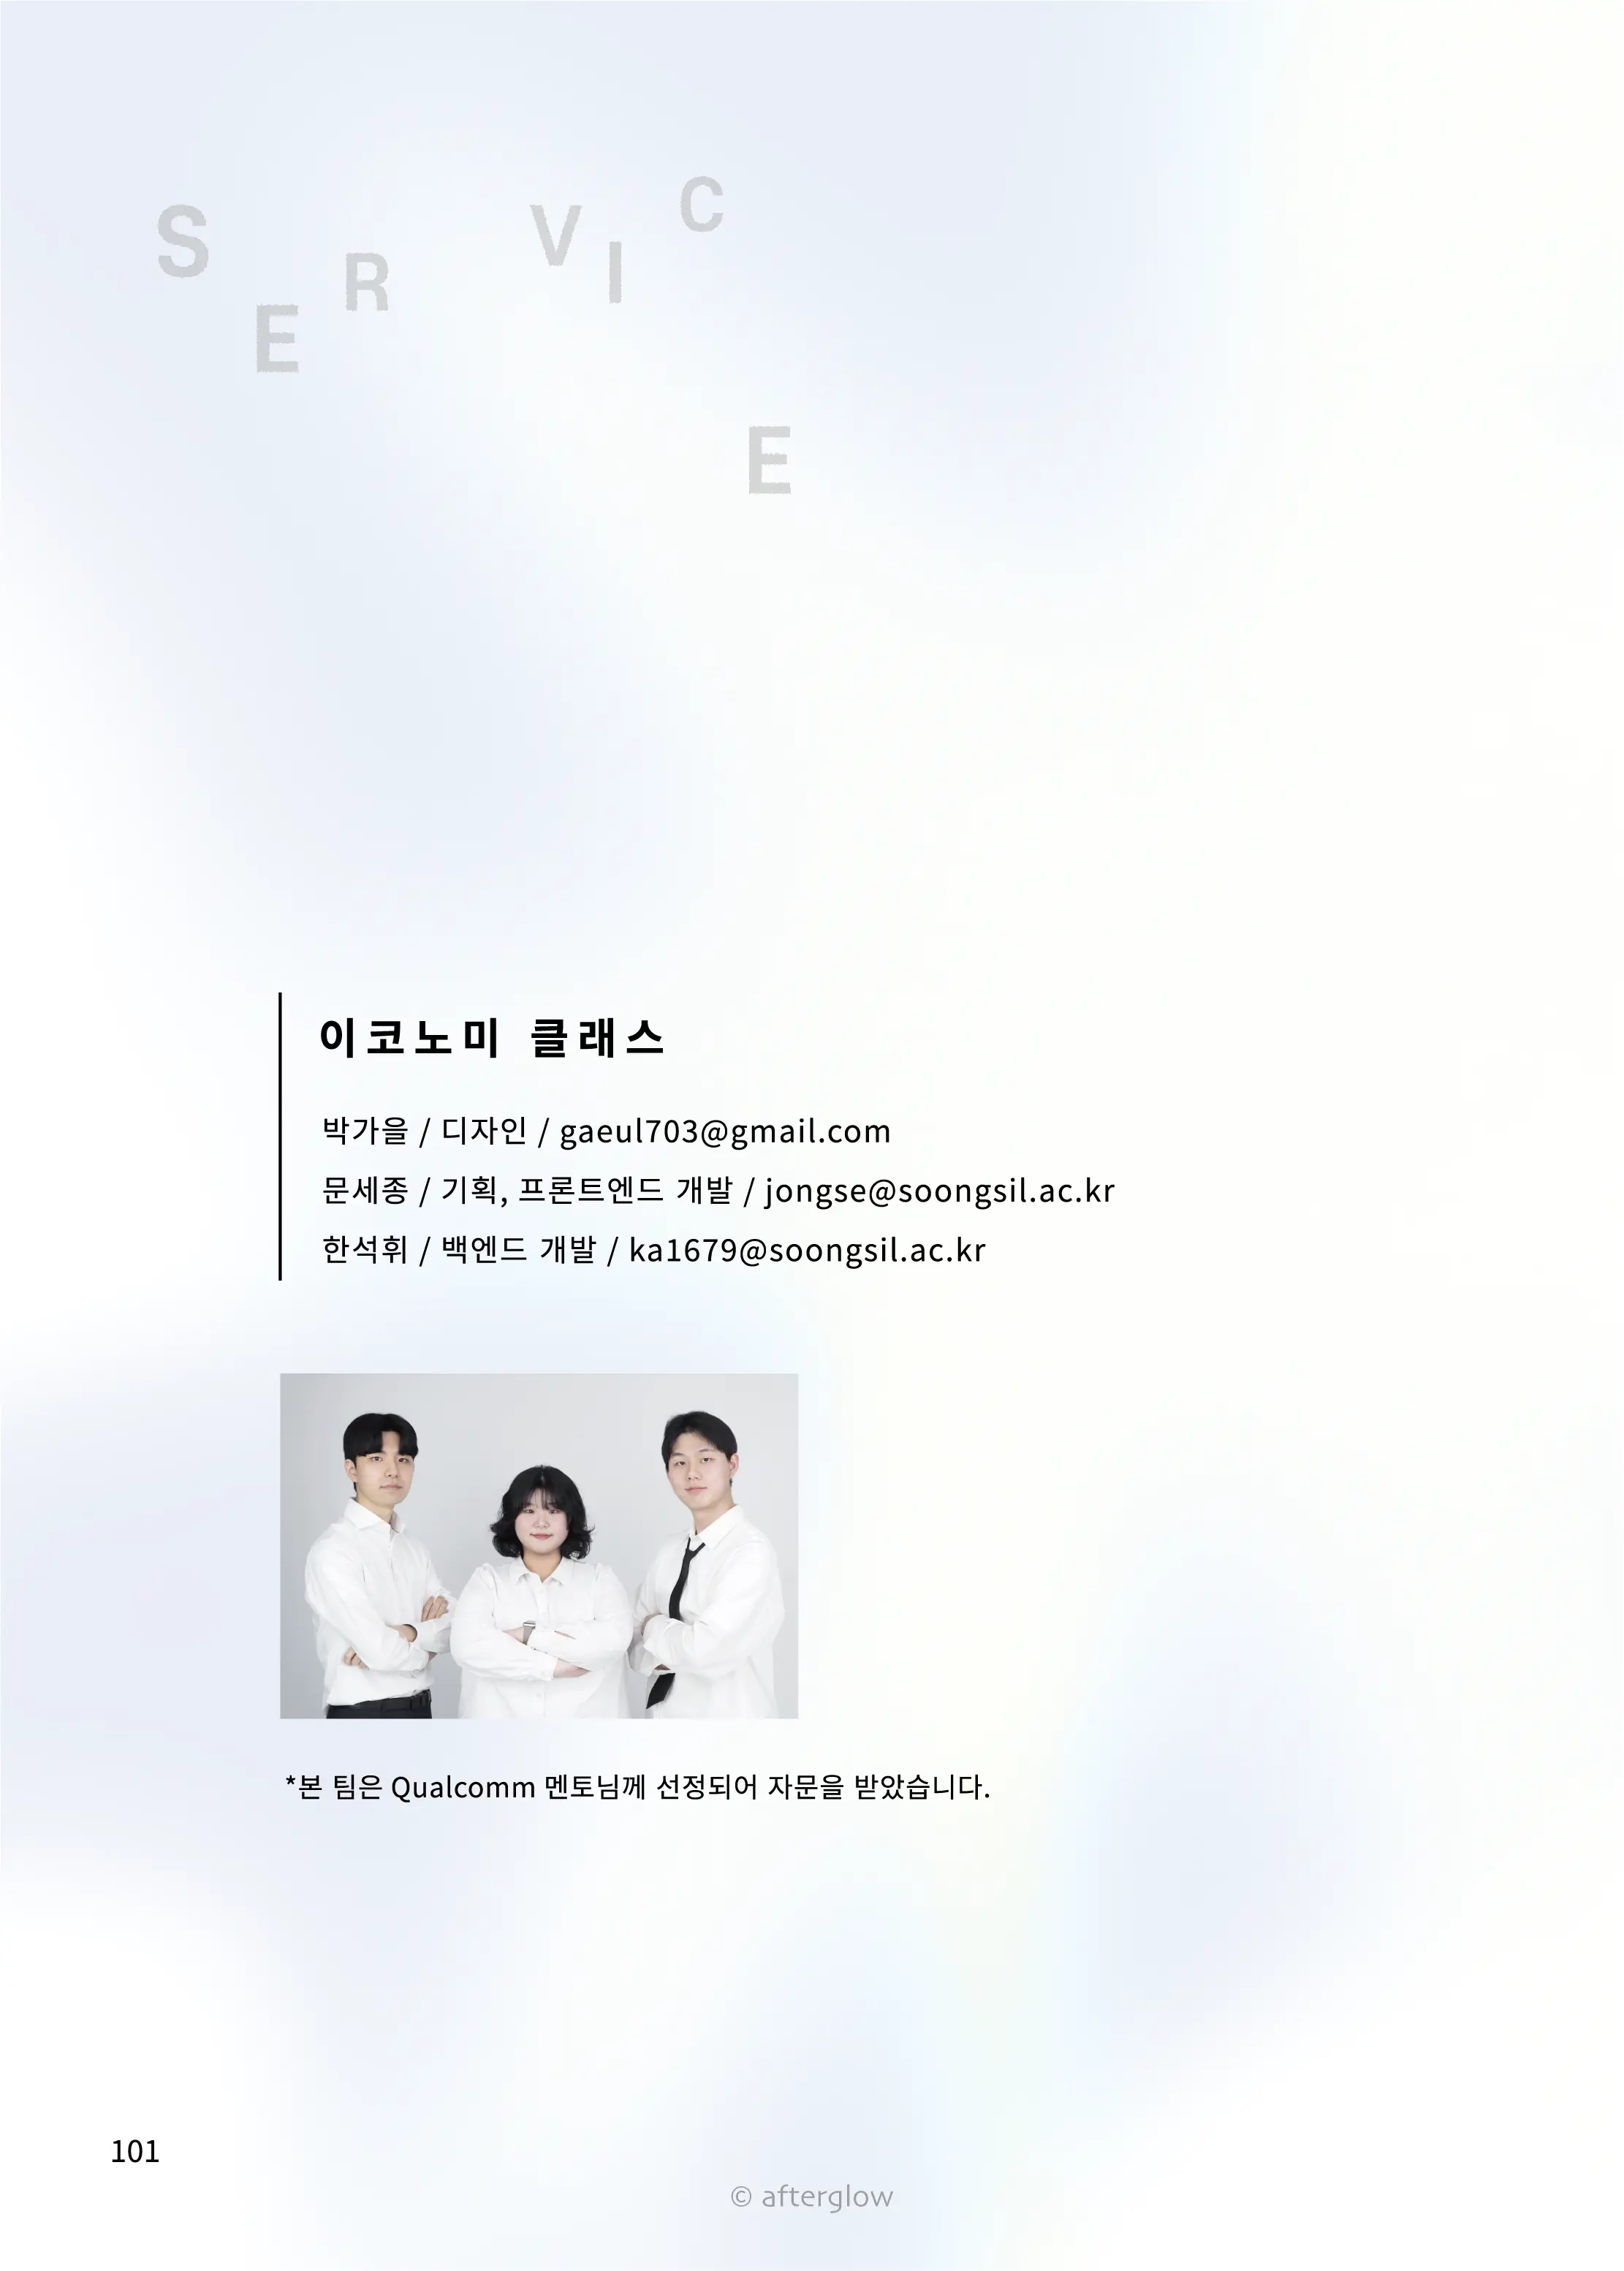 SERVICE
이코노미 클래스
박가을 / 디자인 / gaeul703@gmail.com
문세종 / 기획, 프론트엔드 개발 / jongse@soongsil.ac.kr
한석휘 / 백엔드 개발 / ka1679@soongsil.ac.kr
*본 팀은 Qualcomm 멘토님께 선정되어 자문을 받았습니다.
101
© afterglow